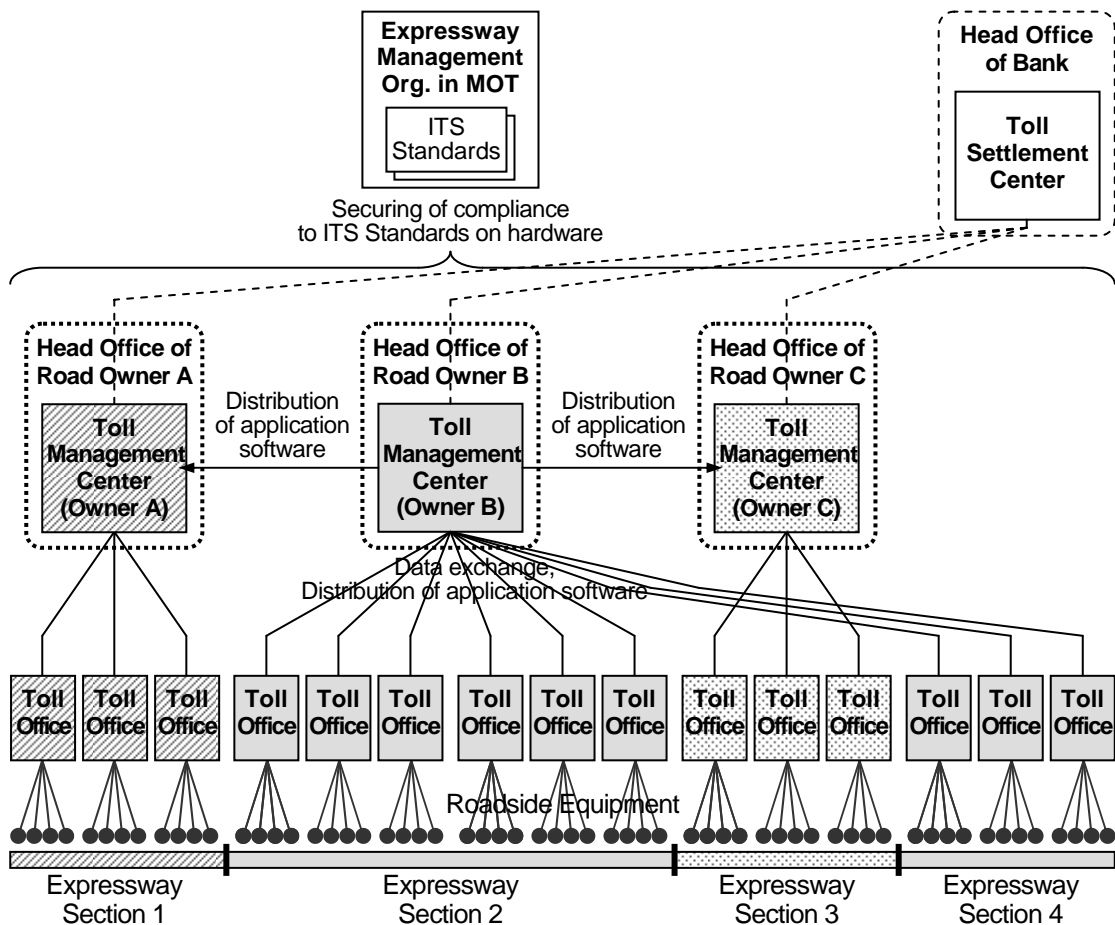 Expressway
Management
Org. in MOT
ITS
Standards
Head Office
of Bank
Toll
Settlement
Center
Securing of compliance
to ITS Standards on hardware
Head Office of
Road Owner A
Toll
Management
Center
(Owner A)
Distribution
of application
software
Head Office of
Road Owner B
Toll
Management
Center
(Owner B)
Distribution
of application
software
Head Office of
Road Owner C
Toll
Management
Center
(Owner C)
Data exchange,
Distribution of application software
Toll
Office
Toll
Office
Toll
Office
Toll
Office
Toll
Office
Toll
Office
Toll
Office
Toll
Office
Toll
Office
Toll
Office
Toll
Office
Toll
Office
Toll
Office
Toll
Office
Toll
Office
Roadside Equipment
Expressway
Section 1
Expressway
Section 2
Expressway
Section 3
Expressway
Section 4